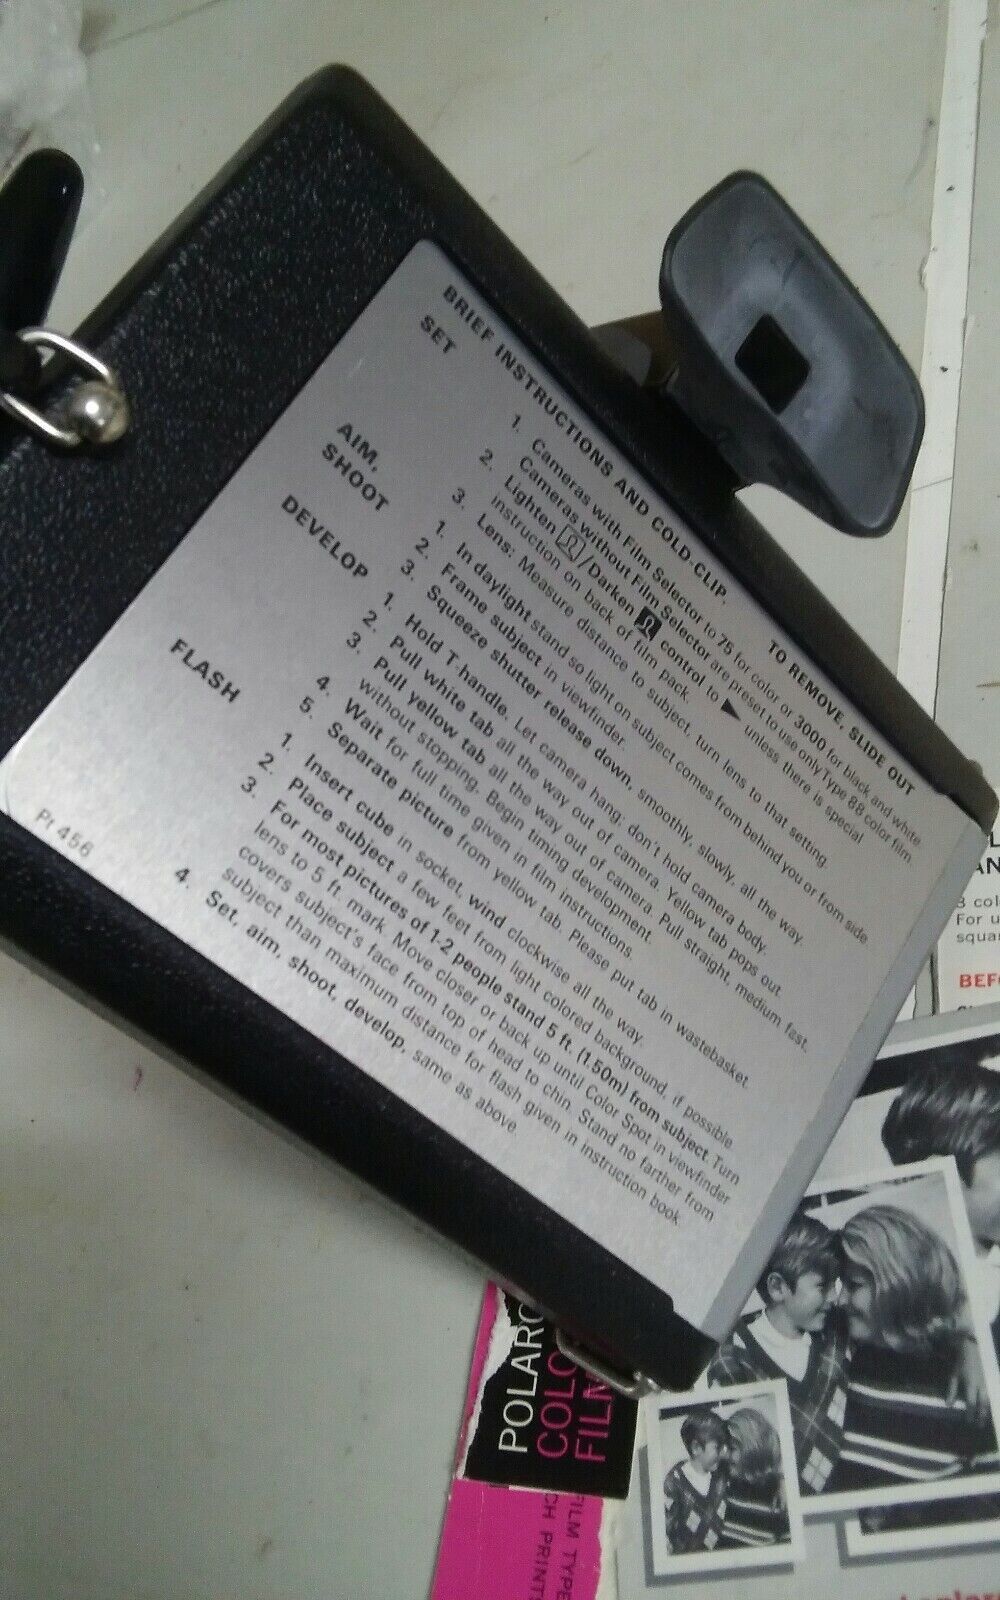 BRIEF INSTRUCTIONS AND COLD-CLIP. TO REMOVE, SLIDE OUT
SET
1. Cameras with Film Selector to 75 for color or 3000 for black and white.
Cameras without Film Selector are preset to use only Type 88 color film.
2. Lighten /Darken control to ▶ unless there is special
instruction on back of film pack.
3. Lens: Measure distance to subject, turn lens to that setting.
AIM,
SHOOT
1. In daylight stand so light on subject comes from behind you or from side
2. Frame subject in viewfinder.
3. Squeeze shutter release down, smoothly, slowly, all the way.
DEVELOP
1. Hold T-handle. Let camera hang; don't hold camera body.
2. Pull white tab all the way out of camera. Yellow tab pops out.
3. Pull yellow tab all the way out of camera. Pull straight, medium fast,
without stopping. Begin timing development.
4. Wait for full time given in film instructions.
5. Separate picture from yellow tab. Please put tab in wastebasket.
FLASH
1. Insert cube in socket, wind clockwise all the way.
2. Place subject a few feet from light colored background, if possible.
3. For most pictures of 1-2 people stand 5 ft. (1.50m) from subject. Turn
lens to 5 ft. mark. Move closer or back up until Color Spot in viewfinder
covers subject's face from top of head to chin. Stand no farther from
subject than maximum distance for flash given in instruction book.
4. Set, aim, shoot, develop, same as above.
Pt 456
POLARO
COLO
FILM
FILM TYPE
CH PRINTS
AN
3 col
For u
squa
BEFO